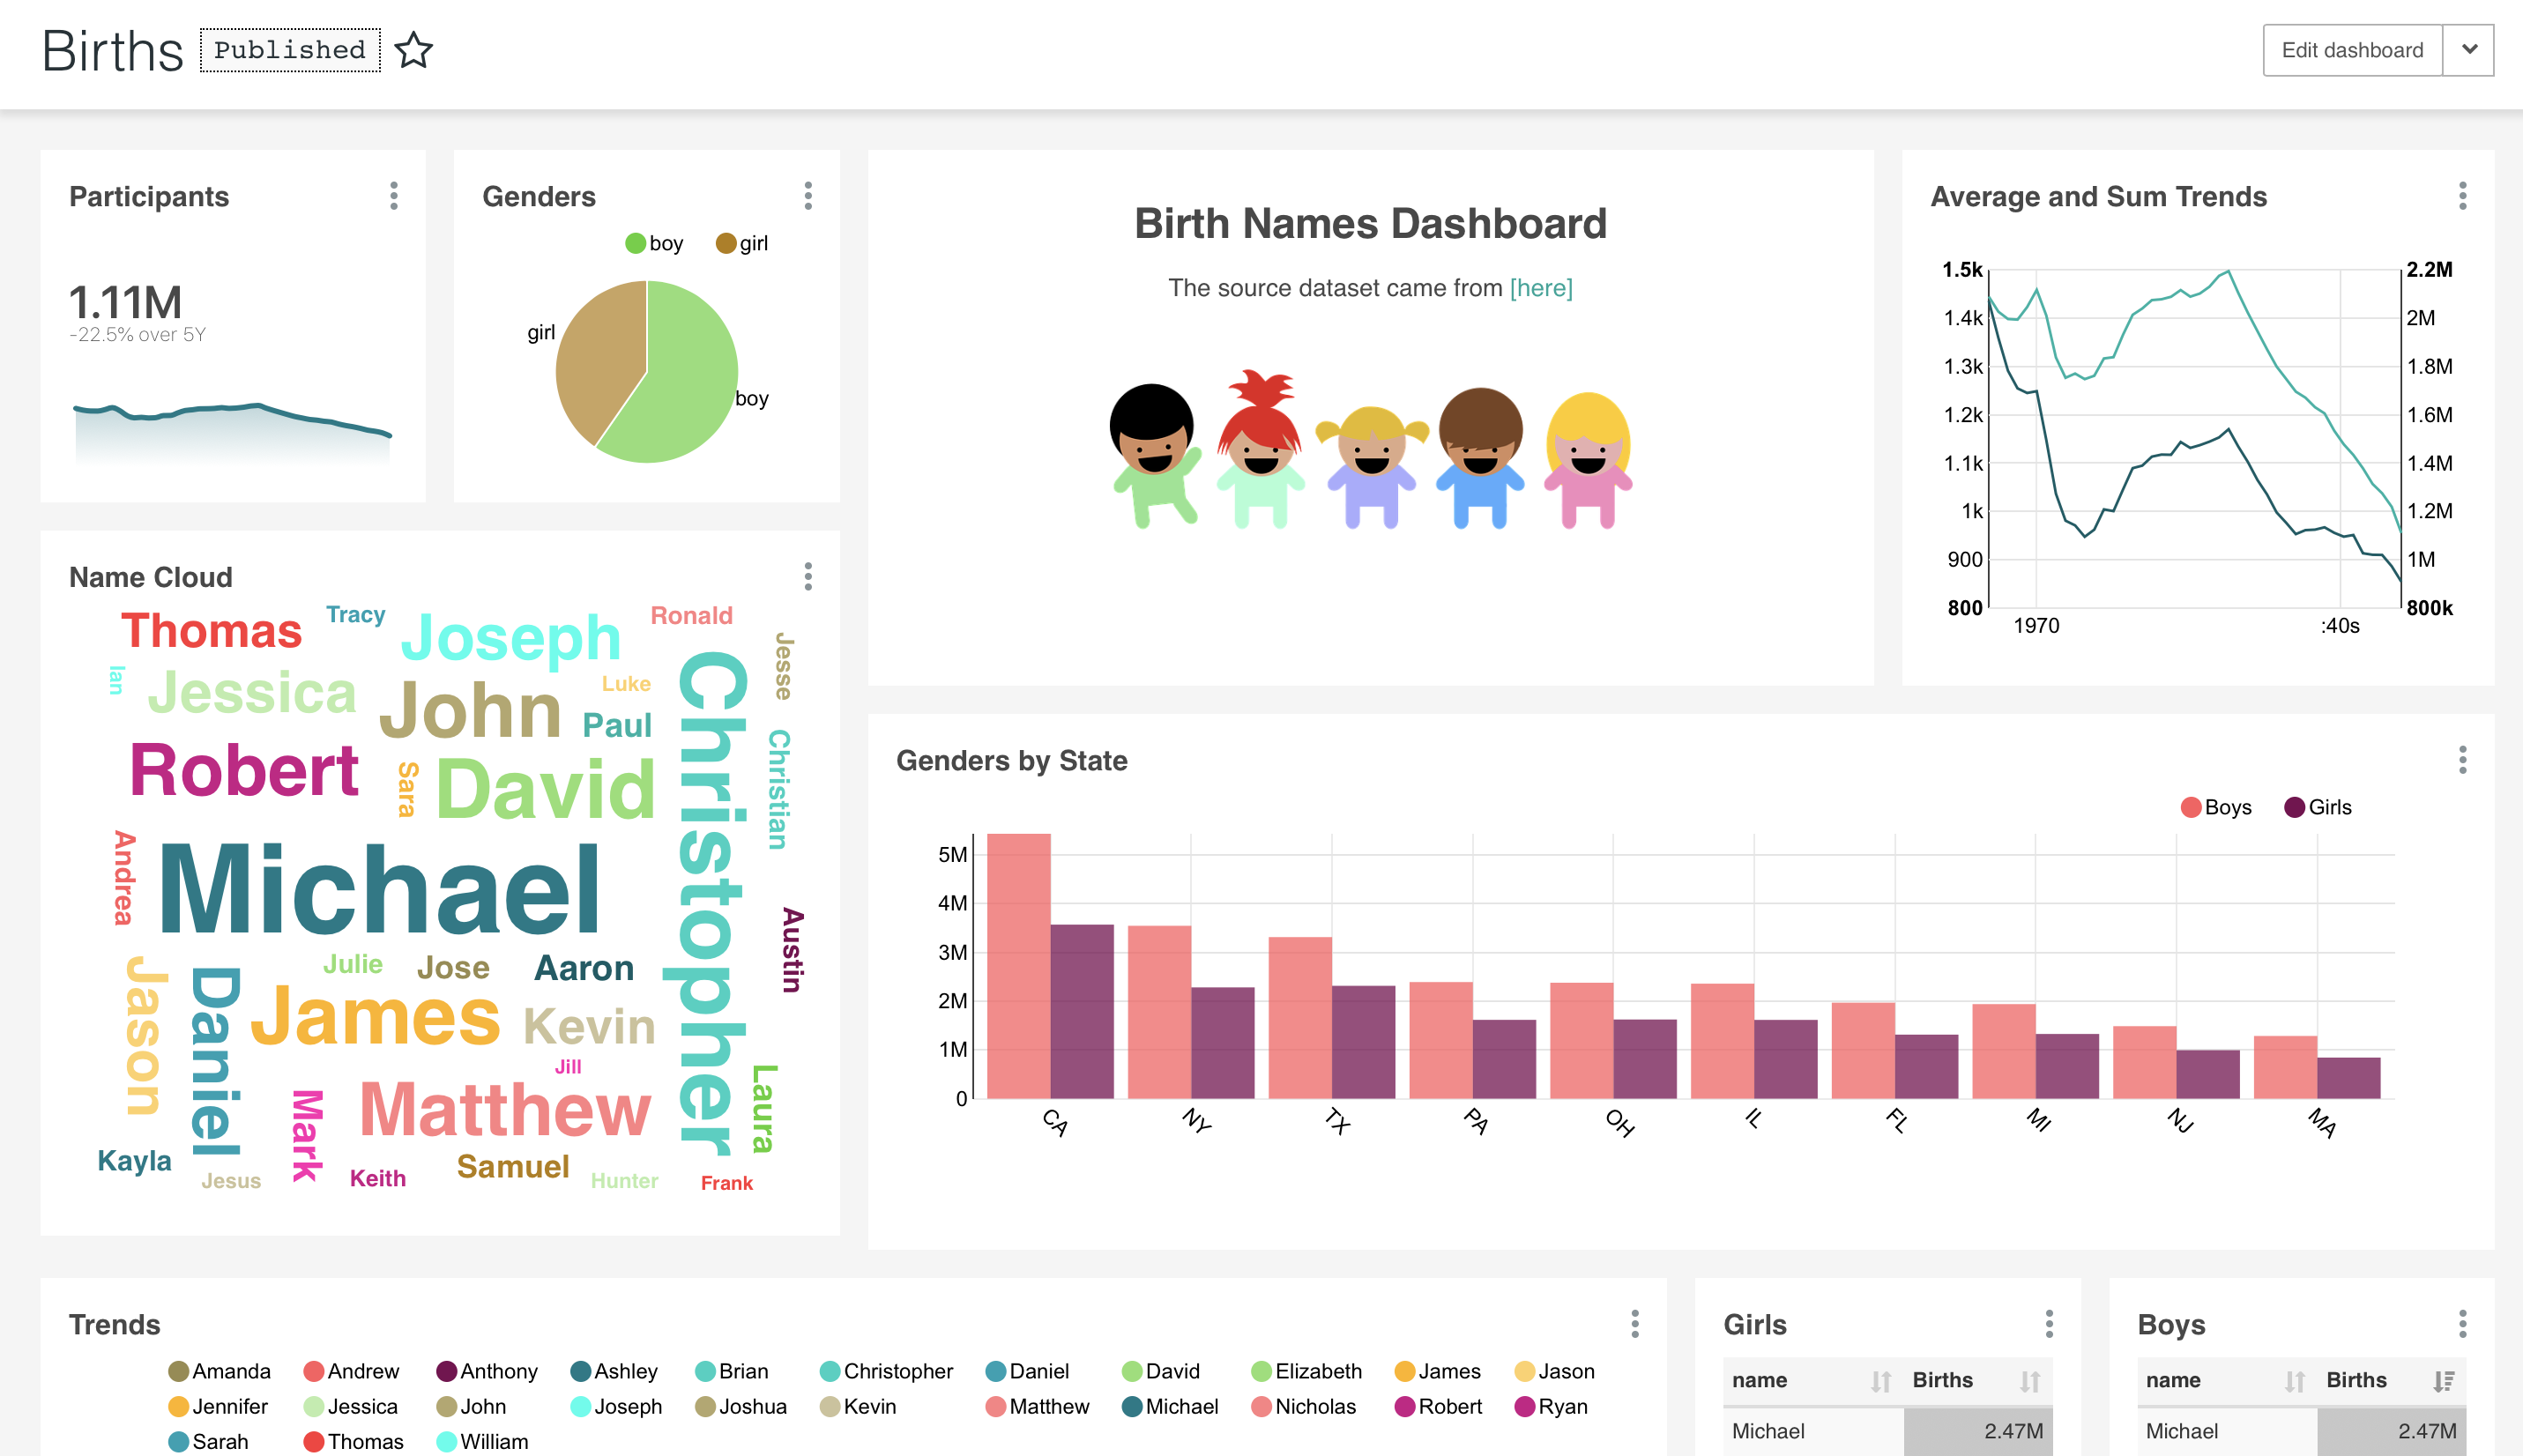 Births Published
Edit dashboard
Participants
1.11M
-22.5% over 5Y
Genders
boy girl
girl
boy
Birth Names Dashboard
The source dataset came from [here]
Average and Sum Trends
1.5k
1.4k
1.3k
1.2k
1.1k
1k
900
800
2.2M
2M
1.8M
1.6M
1.4M
1.2M
1M
800k
1970
:40s
Name Cloud
Thomas
Tracy
Joseph
Ronald
Jesse
Ian
Jessica
John
Luke
Paul
Christopher
Christian
Robert
Sara
David
Andrea
Michael
Austin
Jason
Daniel
Julie
Jose
Aaron
James
Kevin
Jill
Mark
Matthew
Laura
Kayla
Jesus
Keith
Samuel
Hunter
Frank
Genders by State
Boys Girls
5M
4M
3M
2M
1M
0
CA
NY
TX
PA
OH
IL
FL
MI
NJ
MA
Trends
Amanda Andrew Anthony Ashley Brian Christopher Daniel David Elizabeth James Jason
Jennifer Jessica John Joseph Joshua Kevin Matthew Michael Nicholas Robert Ryan
Sarah Thomas William
Girls
name Births
Michael 2.47M
Boys
name Births
Michael 2.47M